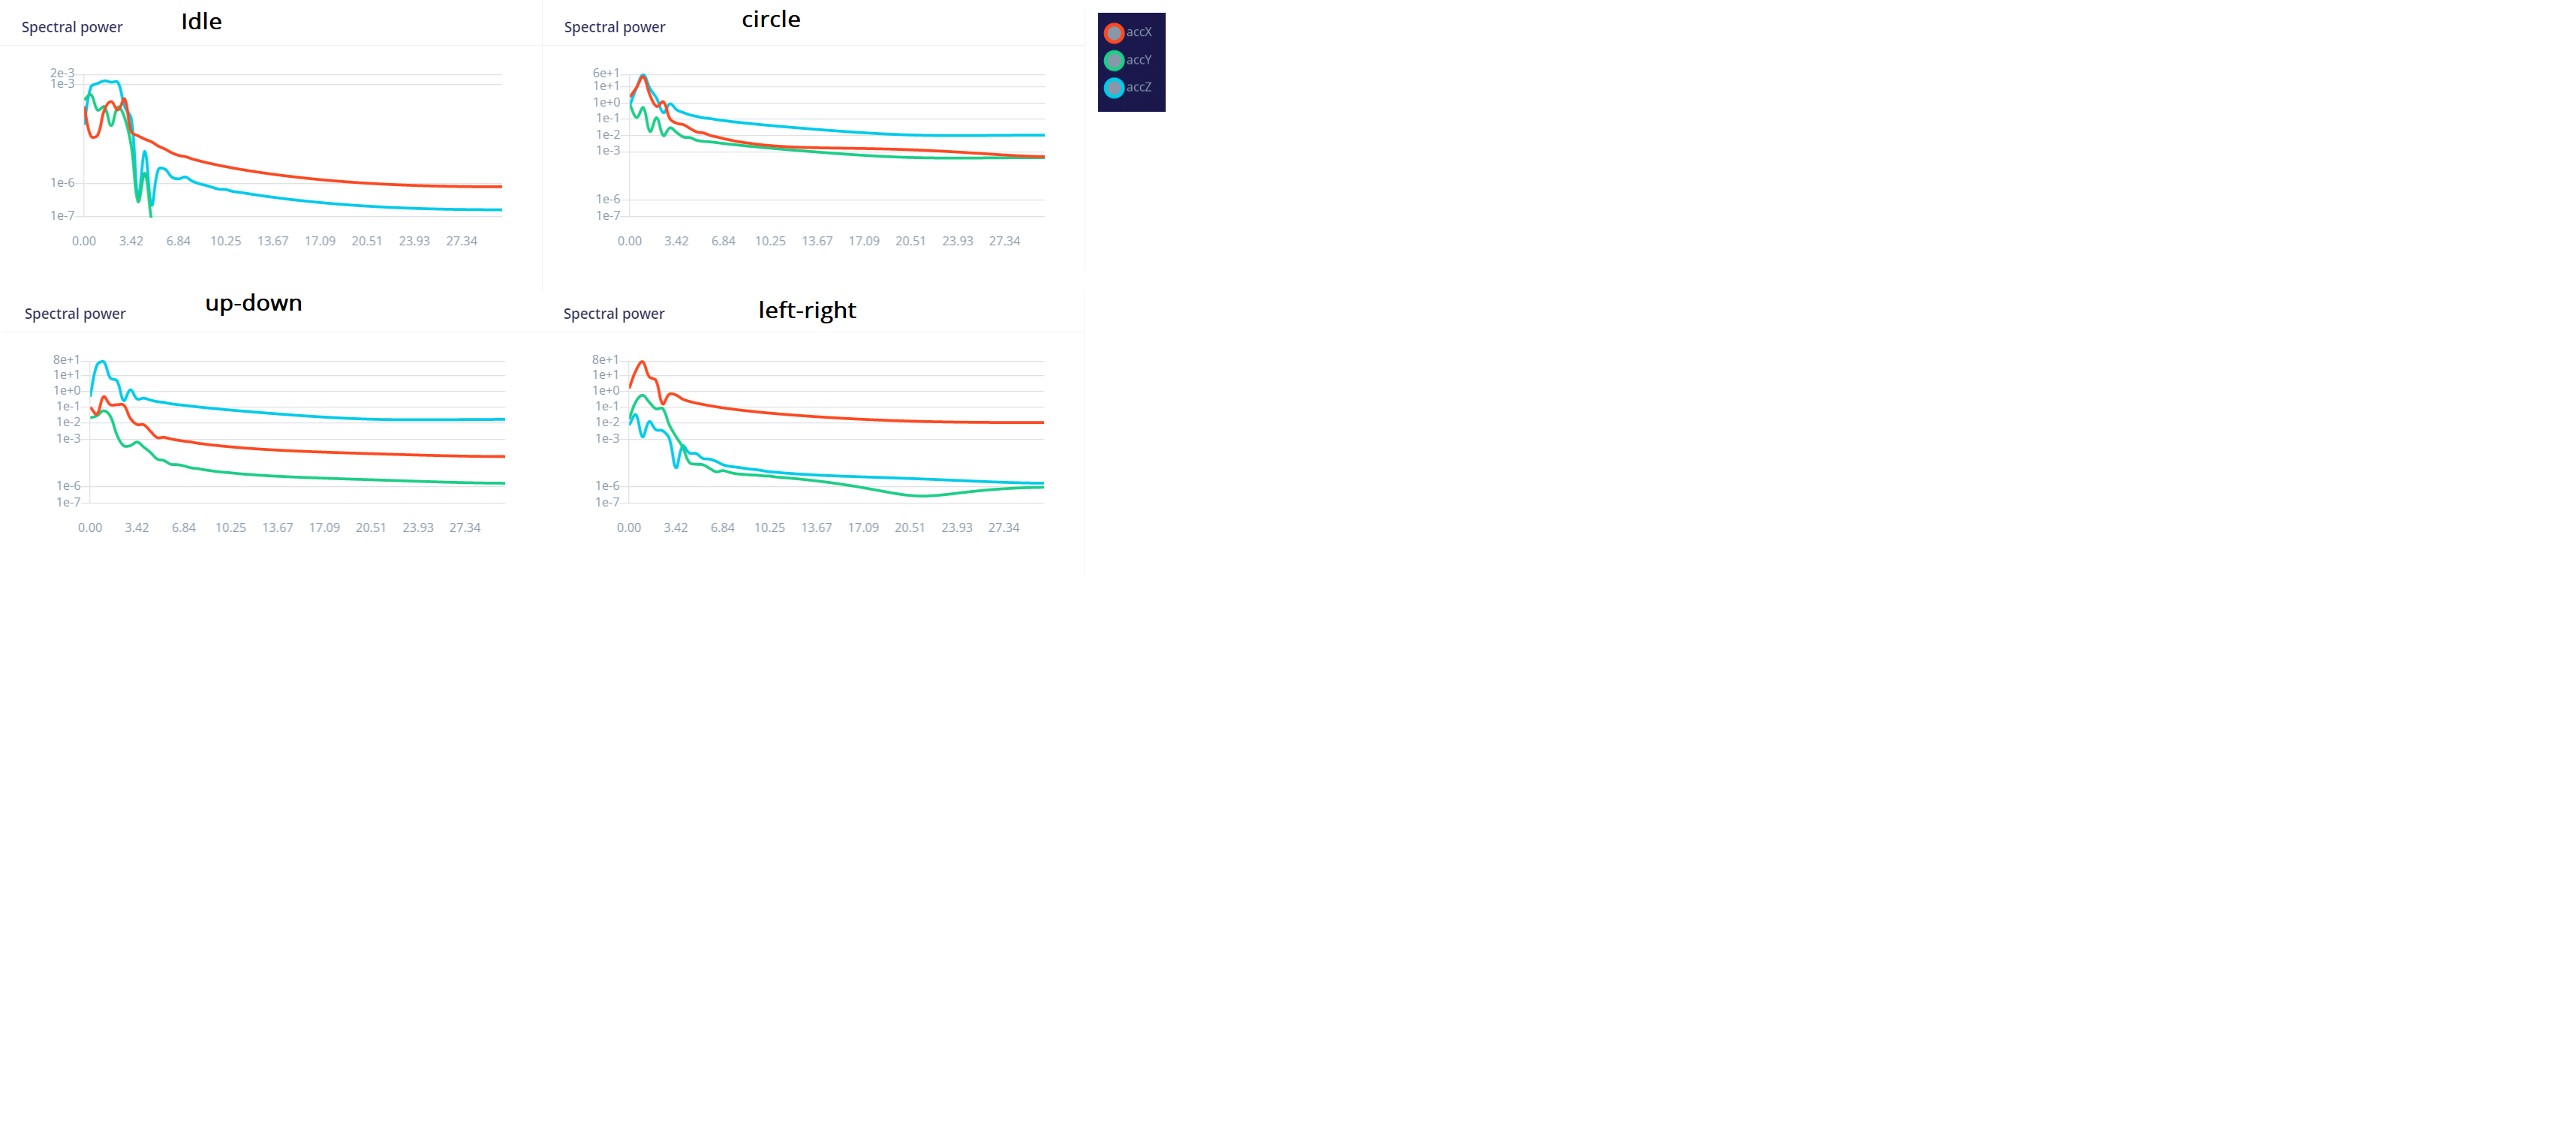 Spectral power
Idle
2e-3
1e-3
1e-6
1e-7
0.00 3.42 6.84 10.25 13.67 17.09 20.51 23.93 27.34
Spectral power
circle
6e+1
1e+1
1e+0
1e-1
1e-2
1e-3
1e-6
1e-7
0.00 3.42 6.84 10.25 13.67 17.09 20.51 23.93 27.34
accX
accY
accZ
Spectral power
up-down
8e+1
1e+1
1e+0
1e-1
1e-2
1e-3
1e-6
1e-7
0.00 3.42 6.84 10.25 13.67 17.09 20.51 23.93 27.34
Spectral power
left-right
8e+1
1e+1
1e+0
1e-1
1e-2
1e-3
1e-6
1e-7
0.00 3.42 6.84 10.25 13.67 17.09 20.51 23.93 27.34